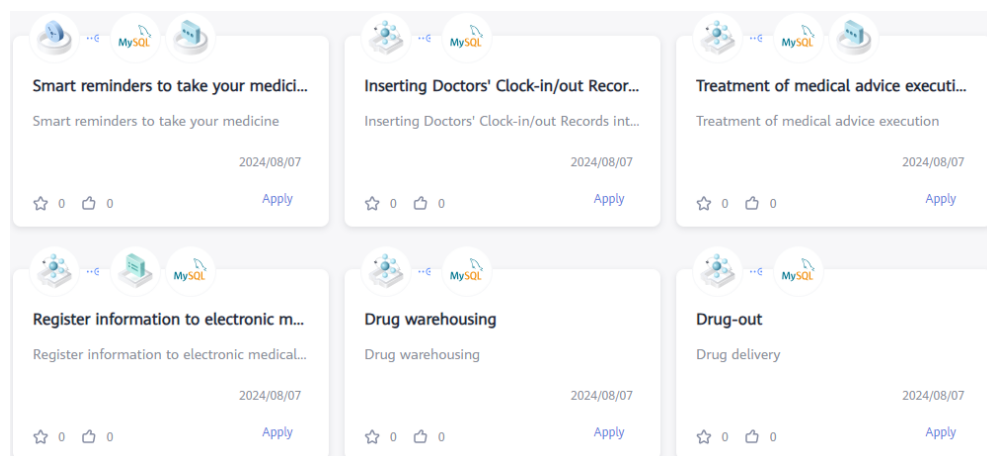 MySQL
MySQL
MySQL
Smart reminders to take your medici...
Inserting Doctors' Clock-in/out Recor...
Treatment of medical advice executi...
Smart reminders to take your medicine
Inserting Doctors' Clock-in/out Records int...
Treatment of medical advice execution
2024/08/07
2024/08/07
2024/08/07
0 0 Apply
0 0 Apply
0 0 Apply
MySQL
MySQL
MySQL
Register information to electronic m...
Drug warehousing
Drug-out
Register information to electronic medical...
Drug warehousing
Drug delivery
2024/08/07
2024/08/07
2024/08/07
0 0 Apply
0 0 Apply
0 0 Apply